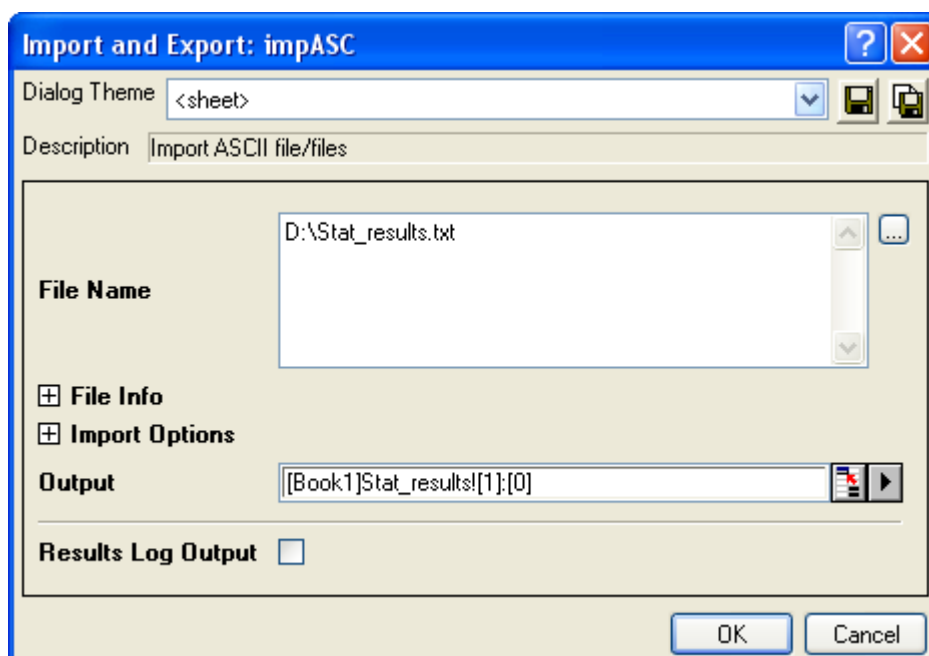 Import and Export: impASC
Dialog Theme <sheet>
Description Import ASCII file/files
D:\Stat_results.txt
...
File Name
File Info
Import Options
Output [Book1]Stat_results![1]:[0]
Results Log Output
OK Cancel